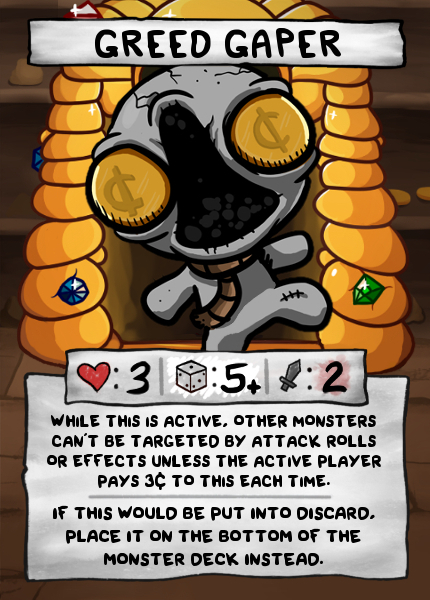 GREED GAPER
¢ ¢
:3 :5+ :2
WHILE THIS IS ACTIVE, OTHER MONSTERS
CAN'T BE TARGETED BY ATTACK ROLLS
OR EFFECTS UNLESS THE ACTIVE PLAYER
PAYS 3¢ TO THIS EACH TIME.
IF THIS WOULD BE PUT INTO DISCARD,
PLACE IT ON THE BOTTOM OF THE
MONSTER DECK INSTEAD.